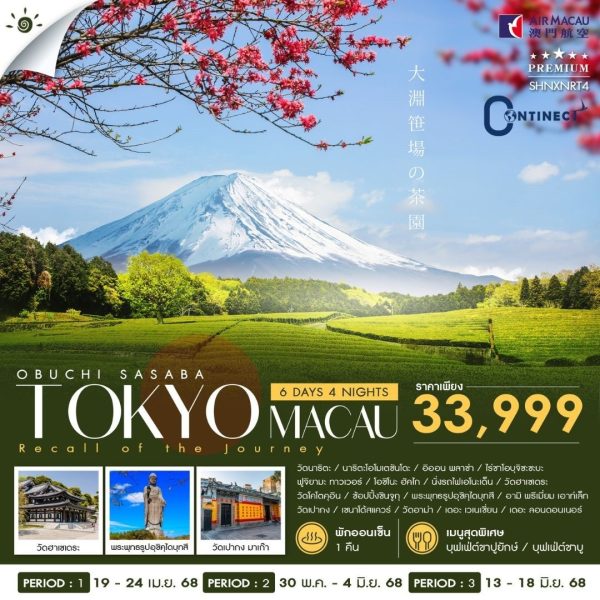 AIR MACAU
澳門航空
PREMIUM
SHNXNRT4
CONTINECT
大淵笹場の茶園
OBUCHI SASABA
TOKYO
6 DAYS 4 NIGHTS
MACAU
Recall of the Journey
ราคาเพียง
33,999
วัดนาริตะ / นาริตะโอโมเตซันโดะ / อิออน พลาซ่า / ไร่ชาโอบุจิซะซะบะ
ฟูจิยามะ ทาวเวอร์ / โอชิโนะ ฮักไก / นั่งรถไฟเอโนะเด็น / วัดฮาเซเดระ
วัดโคโตคุอิน / ช้อปปิ้งชินจูกุ / พระพุทธรูปอุชิคุไดบุทสึ / อามิ พรีเมี่ยม เอาท์เล็ท
วัดเปากง / เซนาโด้สแควร์ / วัดอาม่า / เดอะ เวเนเชี่ยน / เดอะ ลอนดอนเนอร์
วัดฮาเซเดระ
พระพุทธรูปอุชิคุไดบุทสึ
วัดเปากง มาเก๊า
พักออนเซ็น
1 คืน
เมนูสุดพิเศษ
บุฟเฟ่ต์ขาปูยักษ์ / บุฟเฟ่ต์ชาบู
PERIOD : 1 19 - 24 เม.ย. 68 PERIOD : 2 30 พ.ค. - 4 มิ.ย. 68 PERIOD : 3 13 - 18 มิ.ย. 68